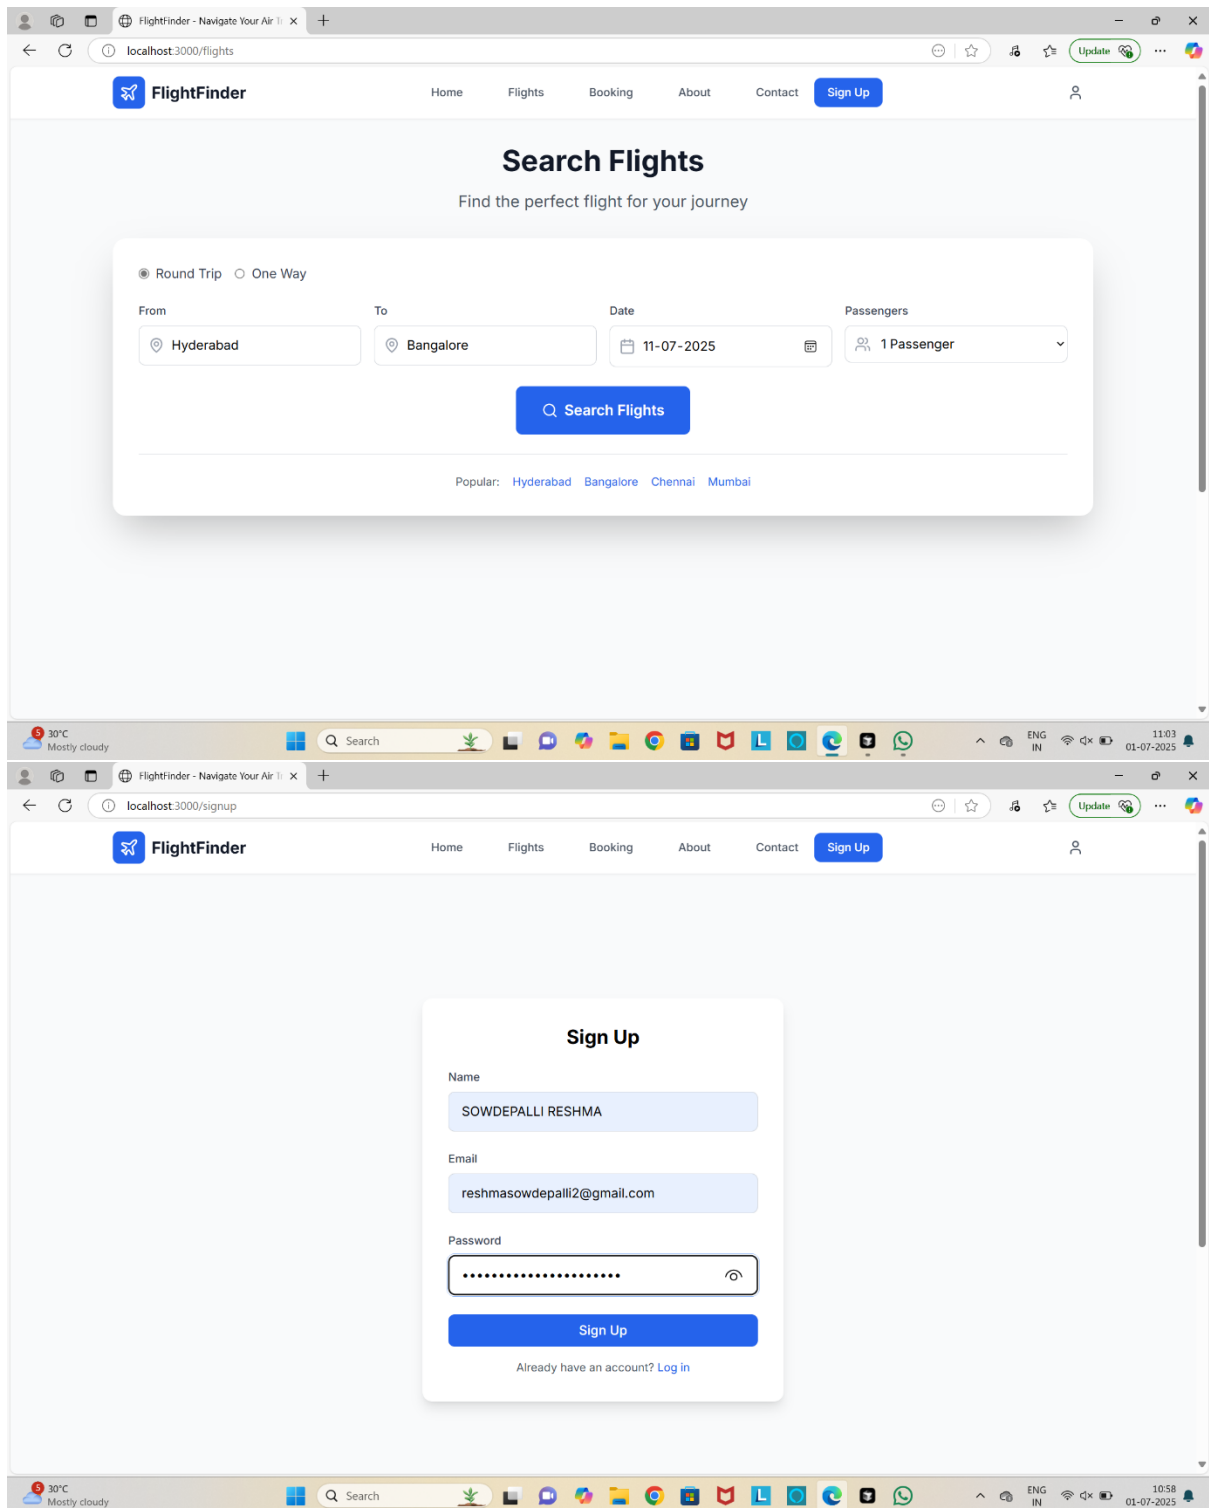 FlightFinder - Navigate Your Air Tr
localhost:3000/flights
Update
FlightFinder Home Flights Booking About Contact Sign Up
Search Flights
Find the perfect flight for your journey
Round Trip One Way
From To Date Passengers
Hyderabad Bangalore 11-07-2025 1 Passenger
Search Flights
Popular: Hyderabad Bangalore Chennai Mumbai
5 30°C
Mostly cloudy
Search
L
ENG
IN
11:03
01-07-2025
FlightFinder - Navigate Your Air Tr
localhost:3000/signup
Update
FlightFinder Home Flights Booking About Contact Sign Up
Sign Up
Name
SOWDEPALLI RESHMA
Email
reshmasowdepalli2@gmail.com
Password
Sign Up
Already have an account? Log in
5 30°C
Mostly cloudy
Search
L
ENG
IN
10:58
01-07-2025